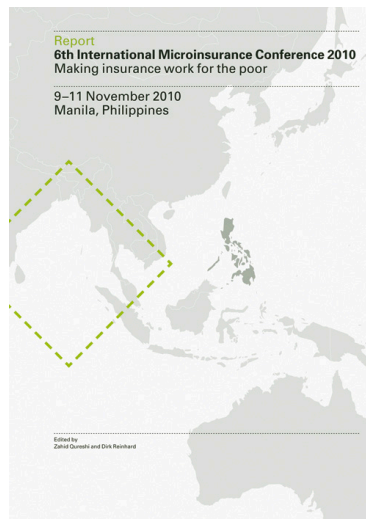 Report
6th International Microinsurance Conference 2010
Making insurance work for the poor
9–11 November 2010
Manila, Philippines
Edited by
Zahid Qureshi and Dirk Reinhard